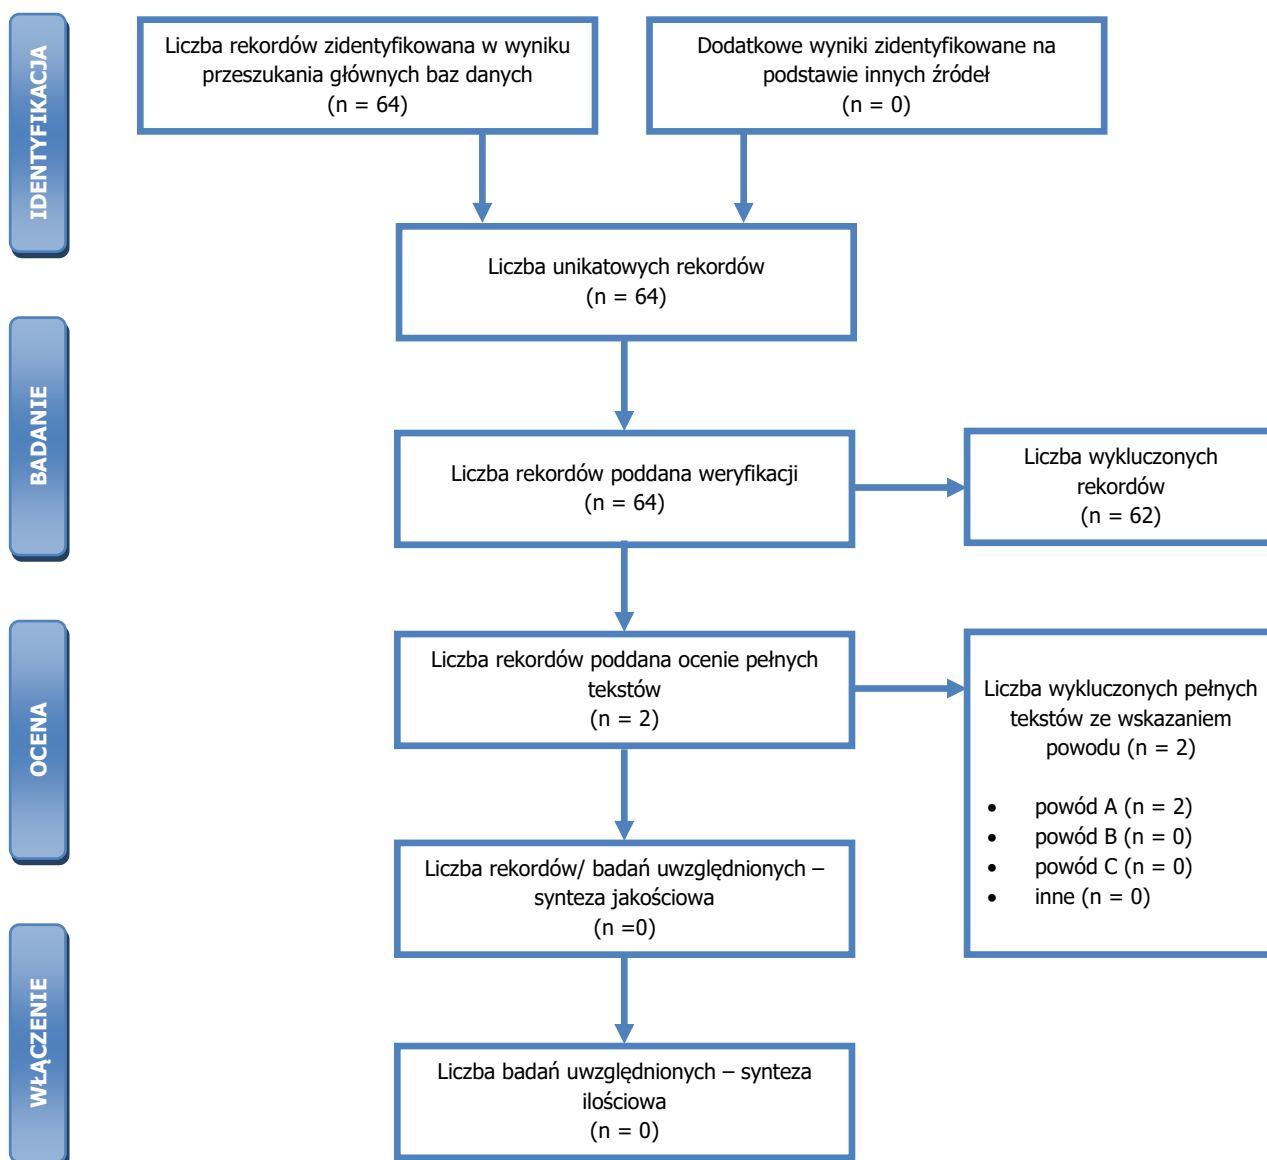 IDENTYFIKACJA
Liczba rekordów zidentyfikowana w wyniku
przeszukania głównych baz danych
(n = 64)
Dodatkowe wyniki zidentyfikowane na
podstawie innych źródeł
(n = 0)
Liczba unikatowych rekordów
(n = 64)
BADANIE
Liczba rekordów poddana weryfikacji
(n = 64)
Liczba wykluczonych
rekordów
(n = 62)
OCENA
Liczba rekordów poddana ocenie pełnych
tekstów
(n = 2)
Liczba wykluczonych pełnych
tekstów ze wskazaniem
powodu (n = 2)
• powód A (n = 2)
• powód B (n = 0)
• powód C (n = 0)
• inne (n = 0)
Liczba rekordów/ badań uwzględnionych –
synteza jakościowa
(n =0)
WŁĄCZENIE
Liczba badań uwzględnionych – synteza
ilościowa
(n = 0)